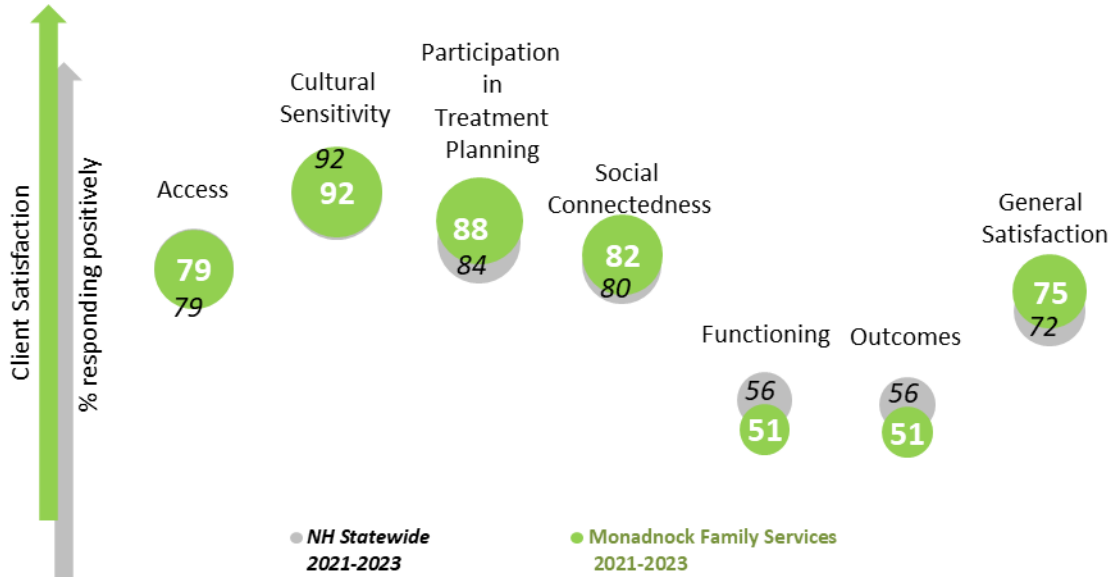 Client Satisfaction
% responding positively
Access
79
79
Cultural
Sensitivity
92
92
Participation
in
Treatment
Planning
88
84
Social
Connectedness
82
80
Functioning
56
51
Outcomes
56
51
General
Satisfaction
75
72
NH Statewide
2021-2023
Monadnock Family Services
2021-2023